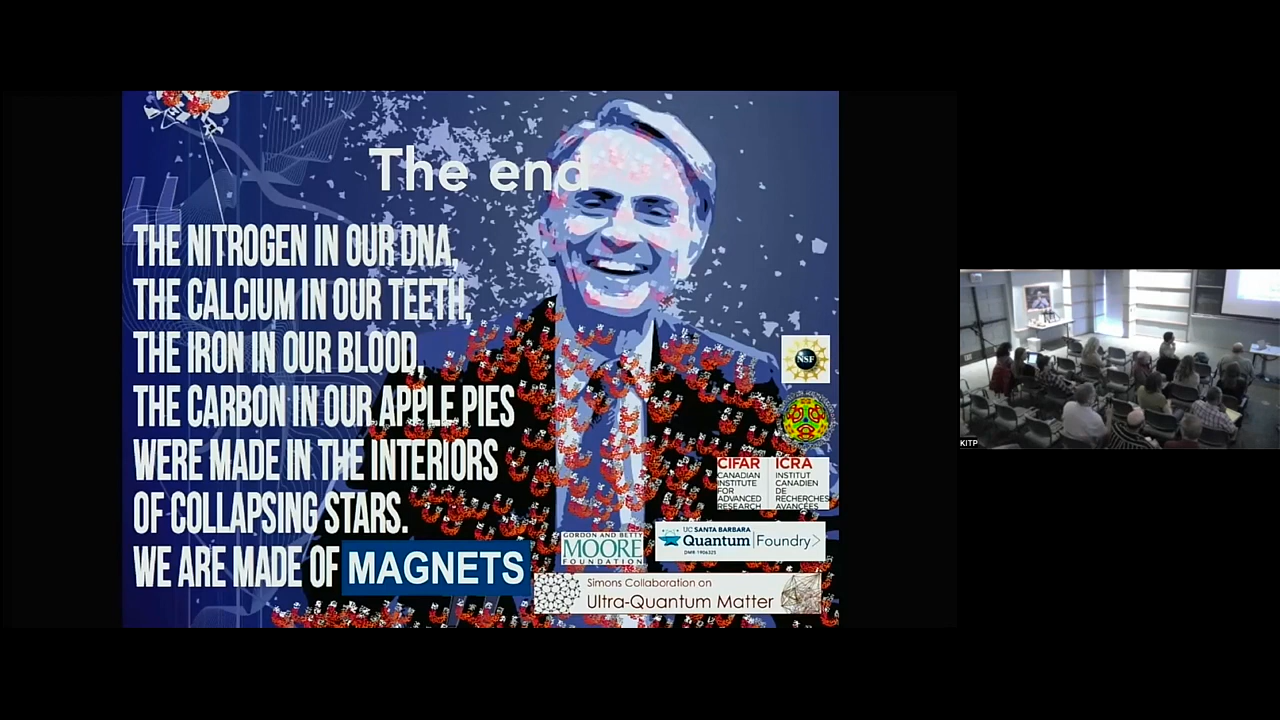 The end
THE NITROGEN IN OUR DNA,
THE CALCIUM IN OUR TEETH,
THE IRON IN OUR BLOOD,
THE CARBON IN OUR APPLE PIES
WERE MADE IN THE INTERIORS
OF COLLAPSING STARS.
WE ARE MADE OF MAGNETS
NSF
CIFAR
CANADIAN
INSTITUTE
FOR
ADVANCED
RESEARCH
ICRA
INSTITUT
CANADIEN
DE
RECHERCHES
AVANCÉES
GORDON AND BETTY
MOORE
FOUNDATION
UC SANTA BARBARA
Quantum Foundry
DMR-1906325
Simons Collaboration on
Ultra-Quantum Matter
KITP